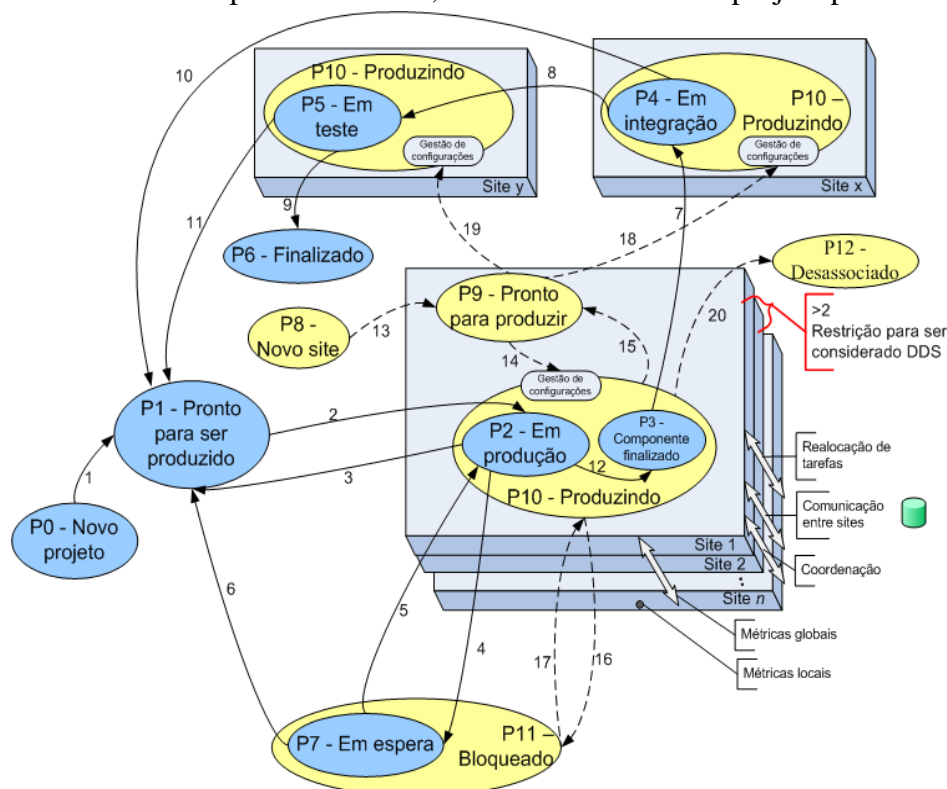 10
8
P10 - Produzindo
P5 - Em
teste
Gestão de
configurações
Site y
P4 - Em
integração
P10 –
Produzindo
Gestão de
configurações
Site x
11
9
19
18
7
P6 - Finalizado
P12 -
Desassociado
P8 -
Novo site
13
P9 - Pronto
para produzir
20
>2
Restrição para ser
considerado DDS
14
15
Gestão de
configurações
P1 - Pronto
para ser
produzido
2
P2 - Em
produção
P3 -
Componente
finalizado
12
3
P10 - Produzindo
Realocação de
tarefas
1
P0 - Novo
projeto
Comunicação
entre sites
Site 1
Site 2
:
Site n
Coordenação
6
5
4
17
16
Métricas globais
Métricas locais
P7 - Em espera
P11 –
Bloqueado